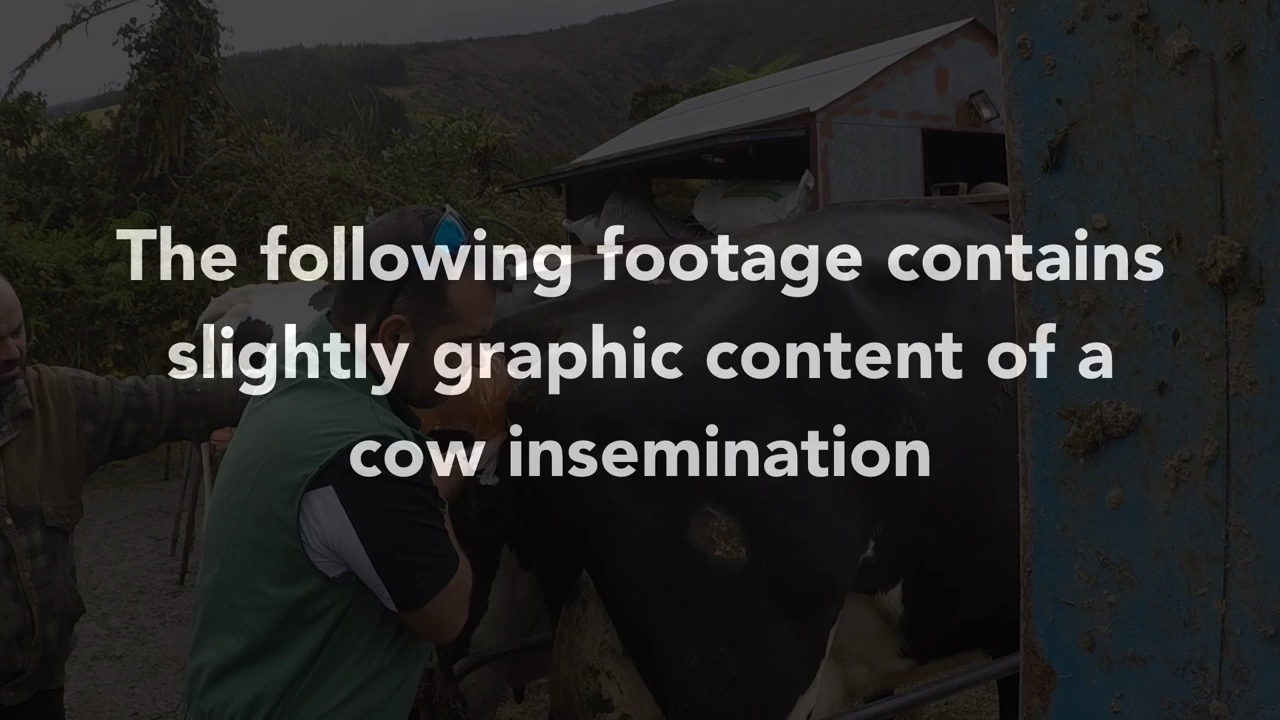 The following footage contains
slightly graphic content of a
cow insemination